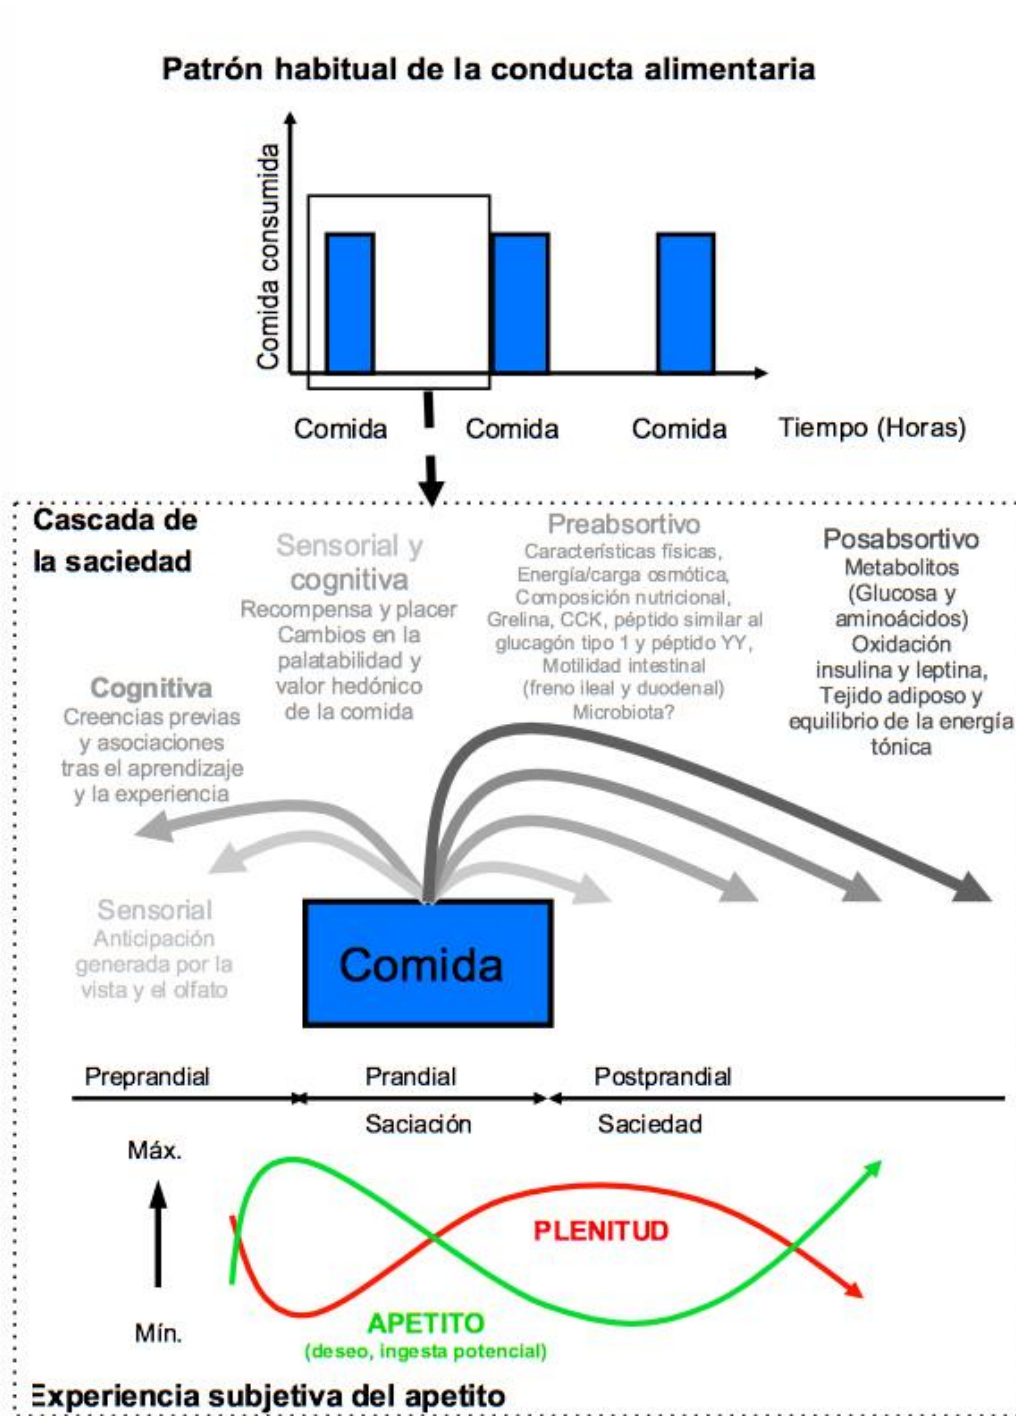 Patrón habitual de la conducta alimentaria
Comida consumida
Comida
Comida
Comida
Tiempo (Horas)
Cascada de
la saciedad
Sensorial y
cognitiva
Recompensa y placer
Cambios en la
palatabilidad y
valor hedónico
de la comida
Preabsortivo
Características físicas,
Energía/carga osmótica,
Composición nutricional,
Grelina, CCK, péptido similar al
glucagón tipo 1 y péptido YY,
Motilidad intestinal
(freno ileal y duodenal)
Microbiota?
Posabsortivo
Metabolitos
(Glucosa y
aminoácidos)
Oxidación
insulina y leptina,
Tejido adiposo y
equilibrio de la energía
tónica
Cognitiva
Creencias previas
y asociaciones
tras el aprendizaje
y la experiencia
Sensorial
Anticipación
generada por la
vista y el olfato
Comida
Preprandial
Prandial
Postprandial
Saciación
Saciedad
Máx.
Mín.
PLENITUD
APETITO
(deseo, ingesta potencial)
Experiencia subjetiva del apetito